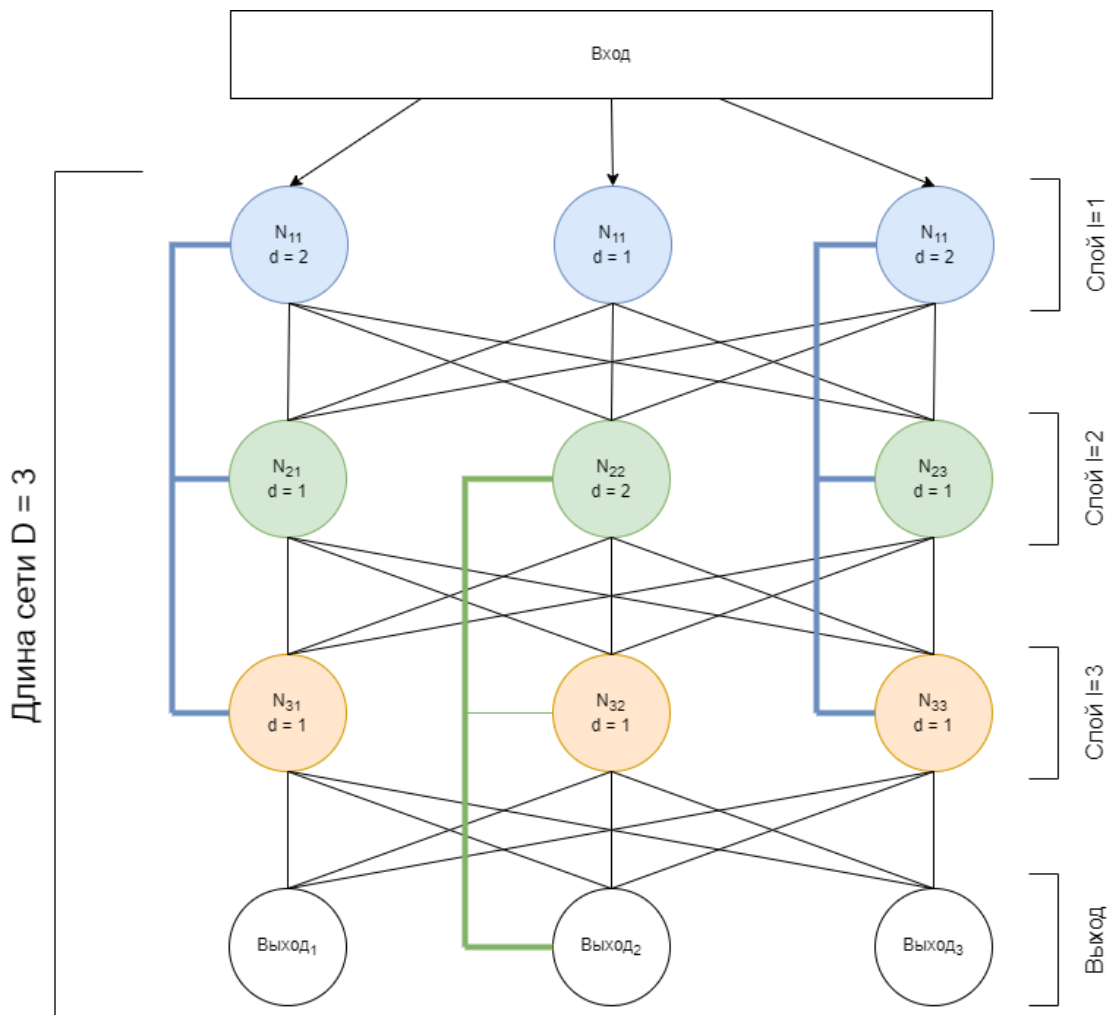 Вход
N11
d = 2
N11
d = 1
N11
d = 2
Слой l=1
N21
d = 1
N22
d = 2
N23
d = 1
Слой l=2
Длина сети D = 3
N31
d = 1
N32
d = 1
N33
d = 1
Слой l=3
Выход1
Выход2
Выход3
Выход